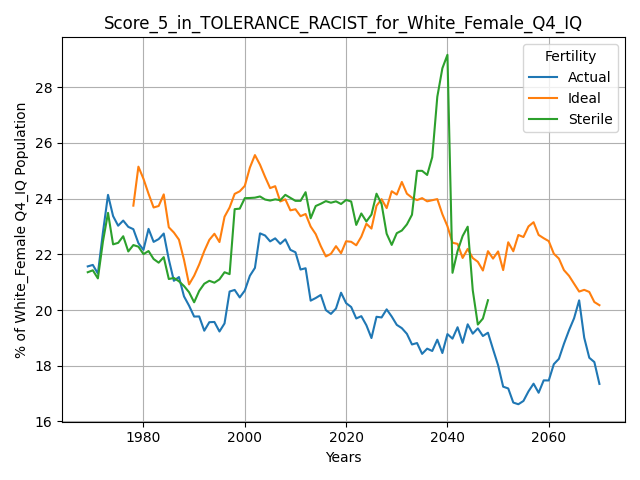 Score_5_in_TOLERANCE_RACIST_for_White_Female_Q4_IQ
Fertility
Actual
Ideal
Sterile
% of White_Female Q4_IQ Population
28
26
24
22
20
18
16
1980
2000
2020
2040
2060
Years